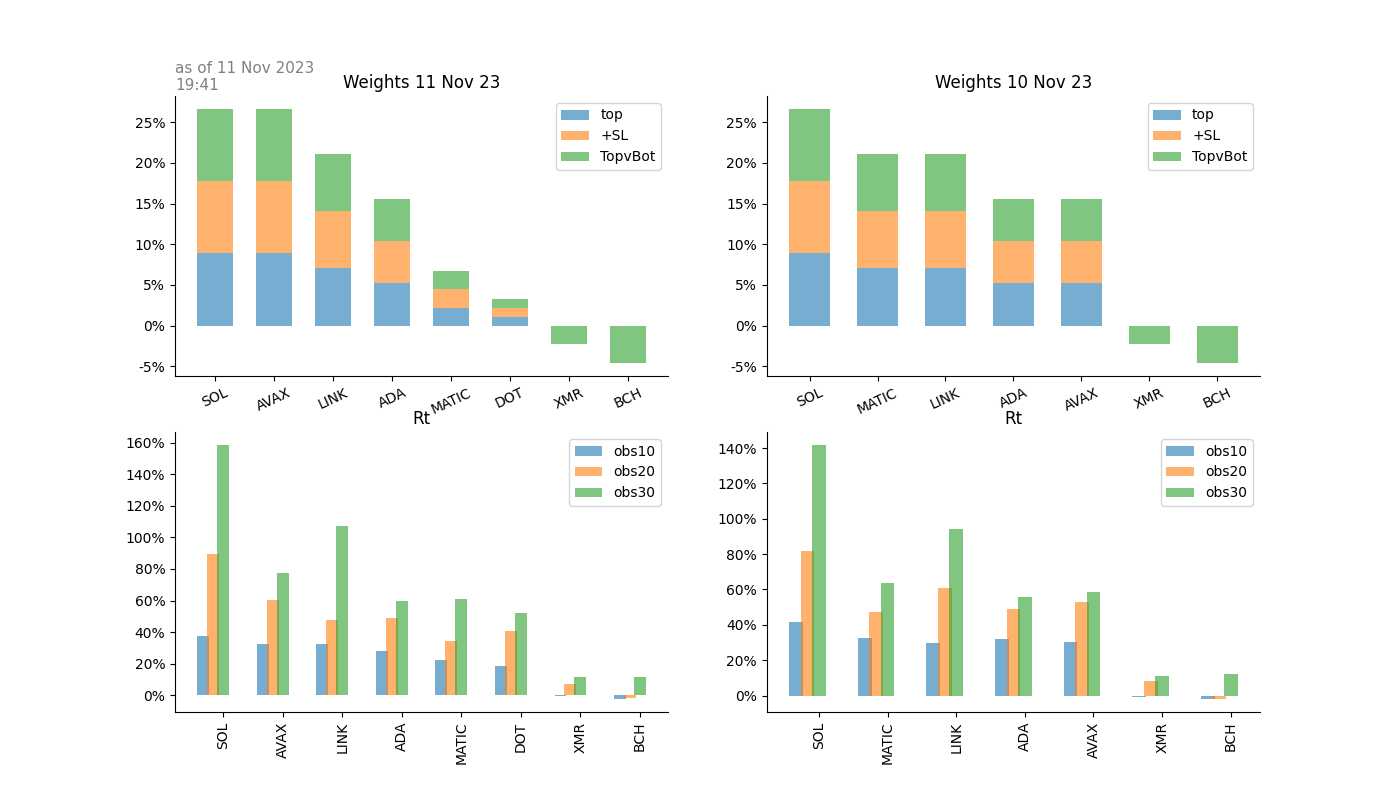 as of 11 Nov 2023
19:41
Weights 11 Nov 23
25%
20%
15%
10%
5%
0%
-5%
top
+SL
TopvBot
SOL
AVAX
LINK
ADA
MATIC
DOT
XMR
BCH
Weights 10 Nov 23
25%
20%
15%
10%
5%
0%
-5%
top
+SL
TopvBot
SOL
MATIC
LINK
ADA
AVAX
XMR
BCH
Rt
160%
140%
120%
100%
80%
60%
40%
20%
0%
obs10
obs20
obs30
SOL
AVAX
LINK
ADA
MATIC
DOT
XMR
BCH
Rt
140%
120%
100%
80%
60%
40%
20%
0%
obs10
obs20
obs30
SOL
MATIC
LINK
ADA
AVAX
XMR
BCH